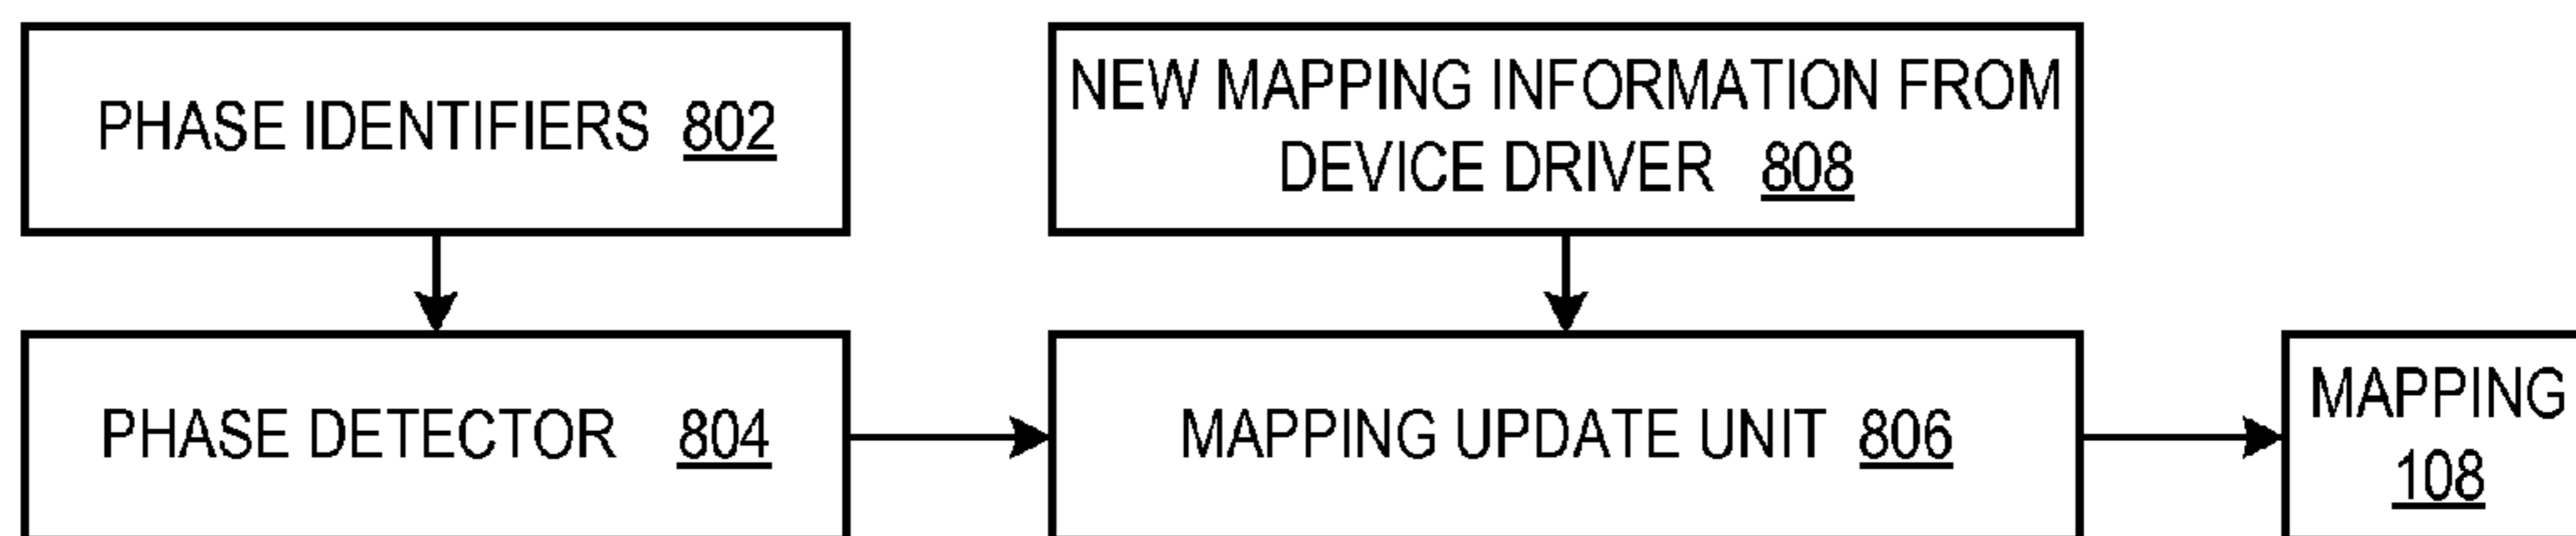 PHASE IDENTIFIERS 802
NEW MAPPING INFORMATION FROM
DEVICE DRIVER 808
PHASE DETECTOR 804
MAPPING UPDATE UNIT 806
MAPPING
108